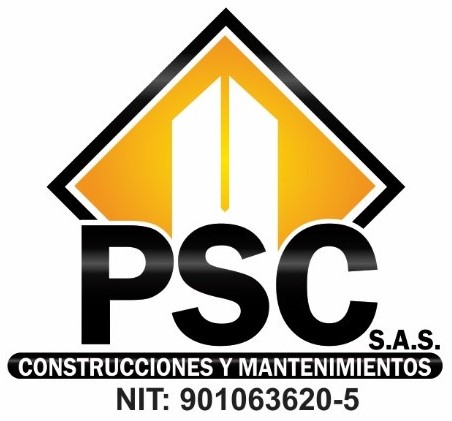 PSC
S.A.S.
CONSTRUCCIONES Y MANTENIMIENTOS
NIT: 901063620-5